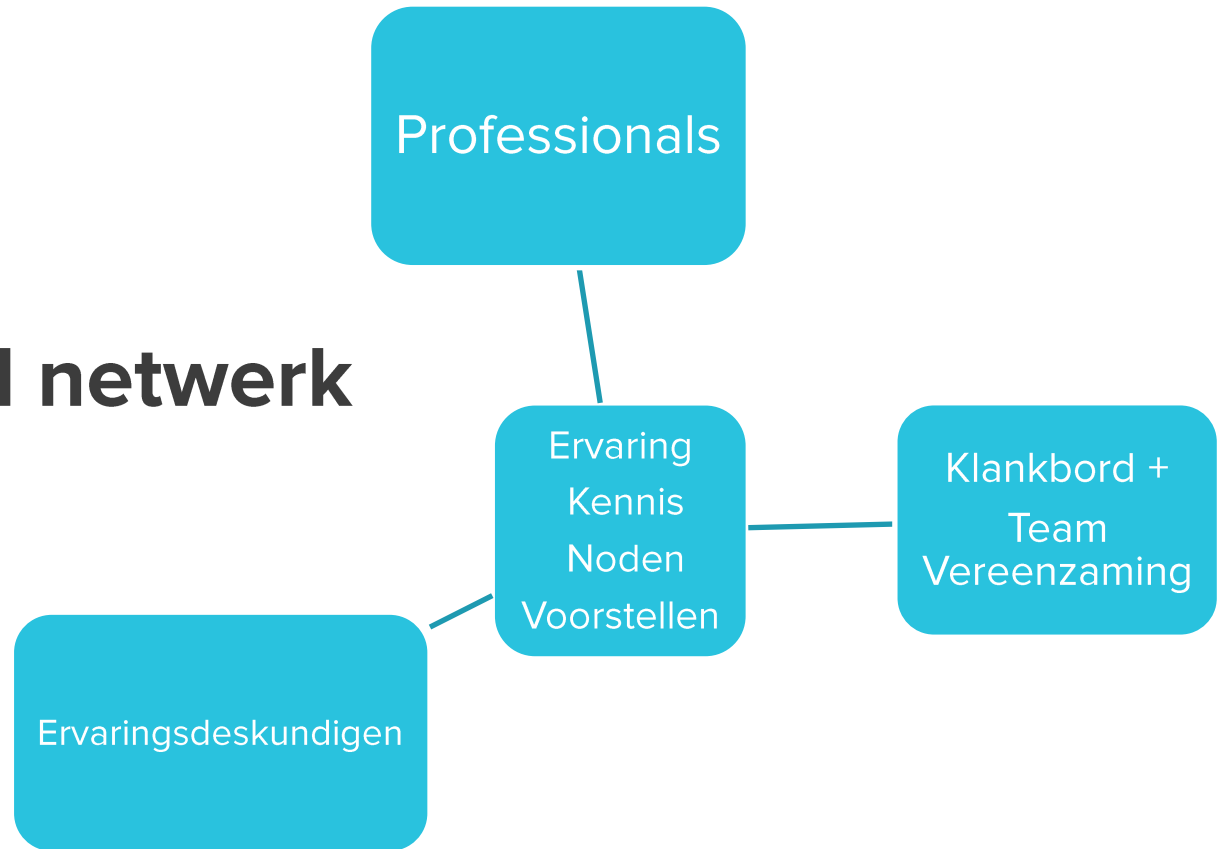 Professionals
netwerk
Ervaring
Kennis
Noden
Voorstellen
Klankbord +
Team
Vereenzaming
Ervaringsdeskundigen